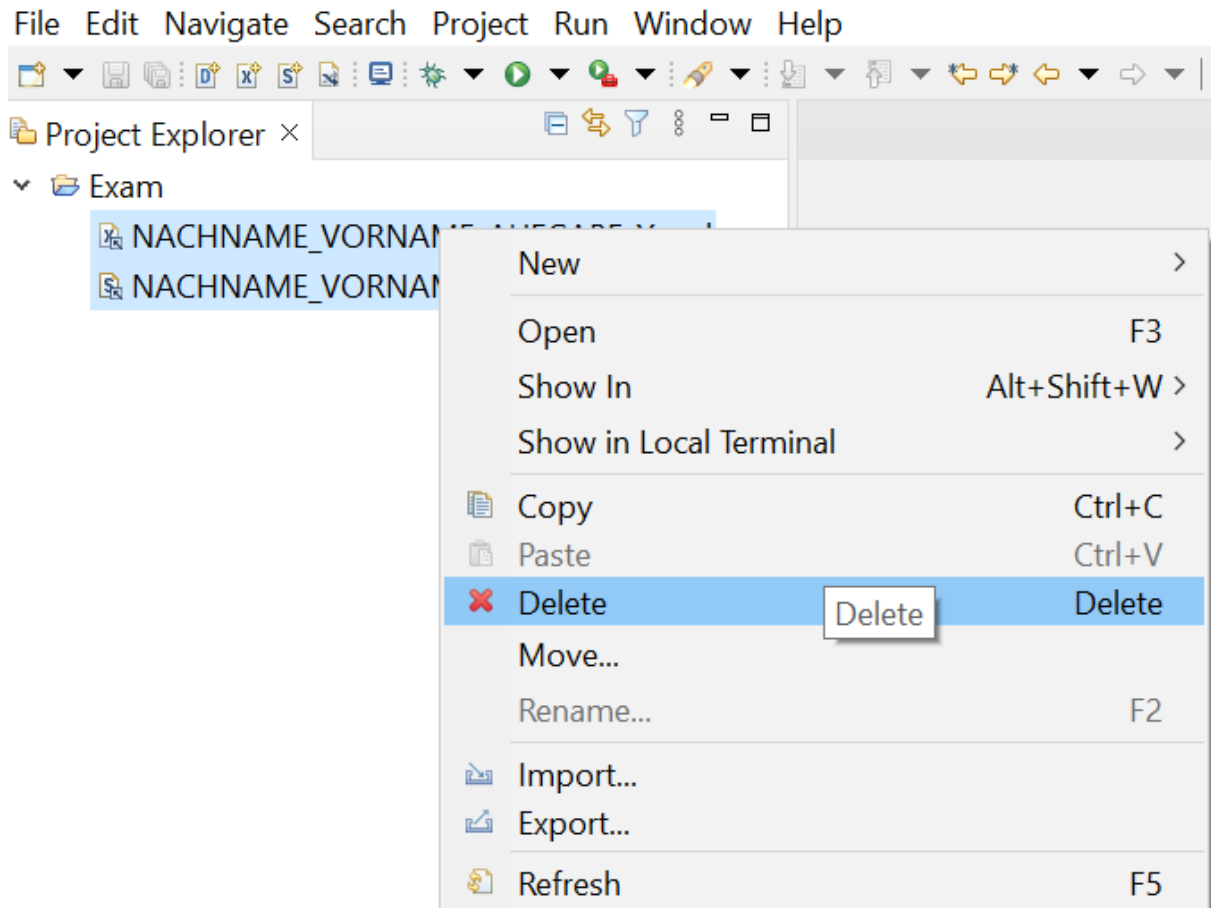 File Edit Navigate Search Project Run Window Help
Project Explorer
Exam
NACHNAME_VORNAM
New
NACHNAME_VORNAM
Open F3
Show In Alt+Shift+W
Show in Local Terminal
Copy Ctrl+C
Paste Ctrl+V
Delete Delete
Delete
Move...
Rename... F2
Import...
Export...
Refresh F5